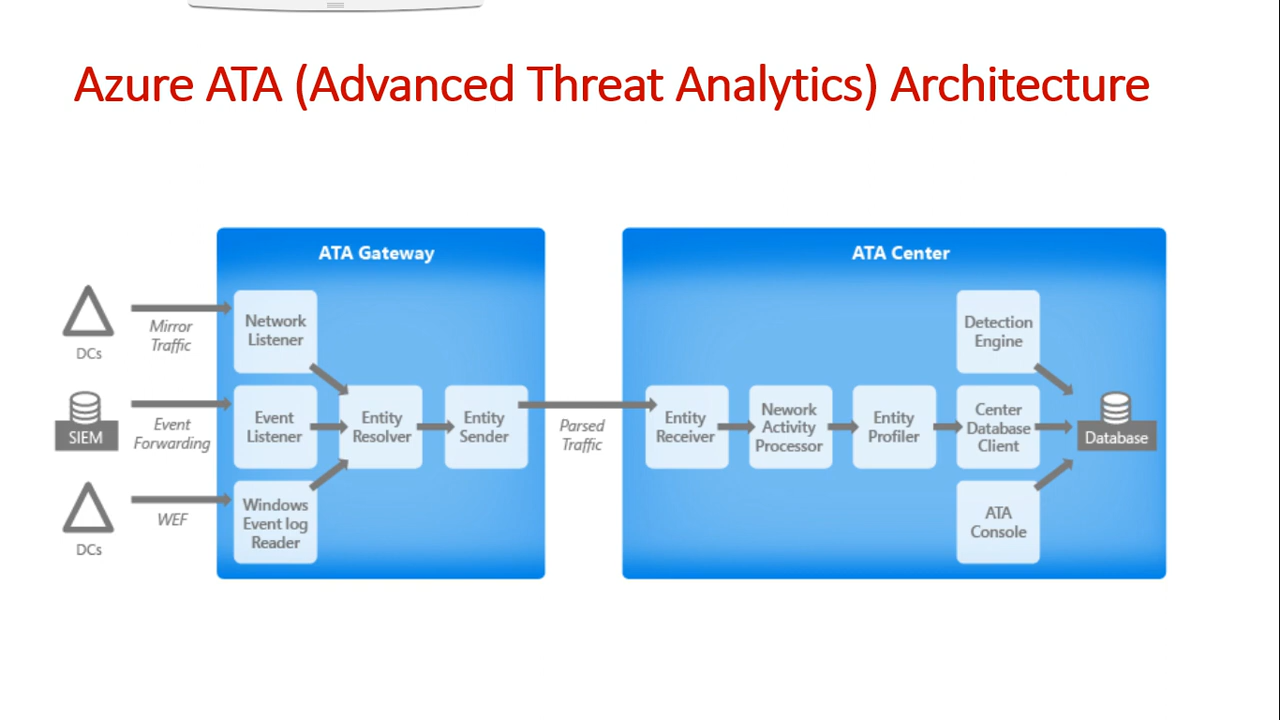 Azure ATA (Advanced Threat Analytics) Architecture
ATA Gateway
ATA Center
DCs
Mirror
Traffic
Network
Listener
Detection
Engine
SIEM
Event
Forwarding
Event
Listener
Entity
Resolver
Entity
Sender
Parsed
Traffic
Entity
Receiver
Nework
Activity
Processor
Entity
Profiler
Center
Database
Client
Database
DCs
WEF
Windows
Event log
Reader
ATA
Console